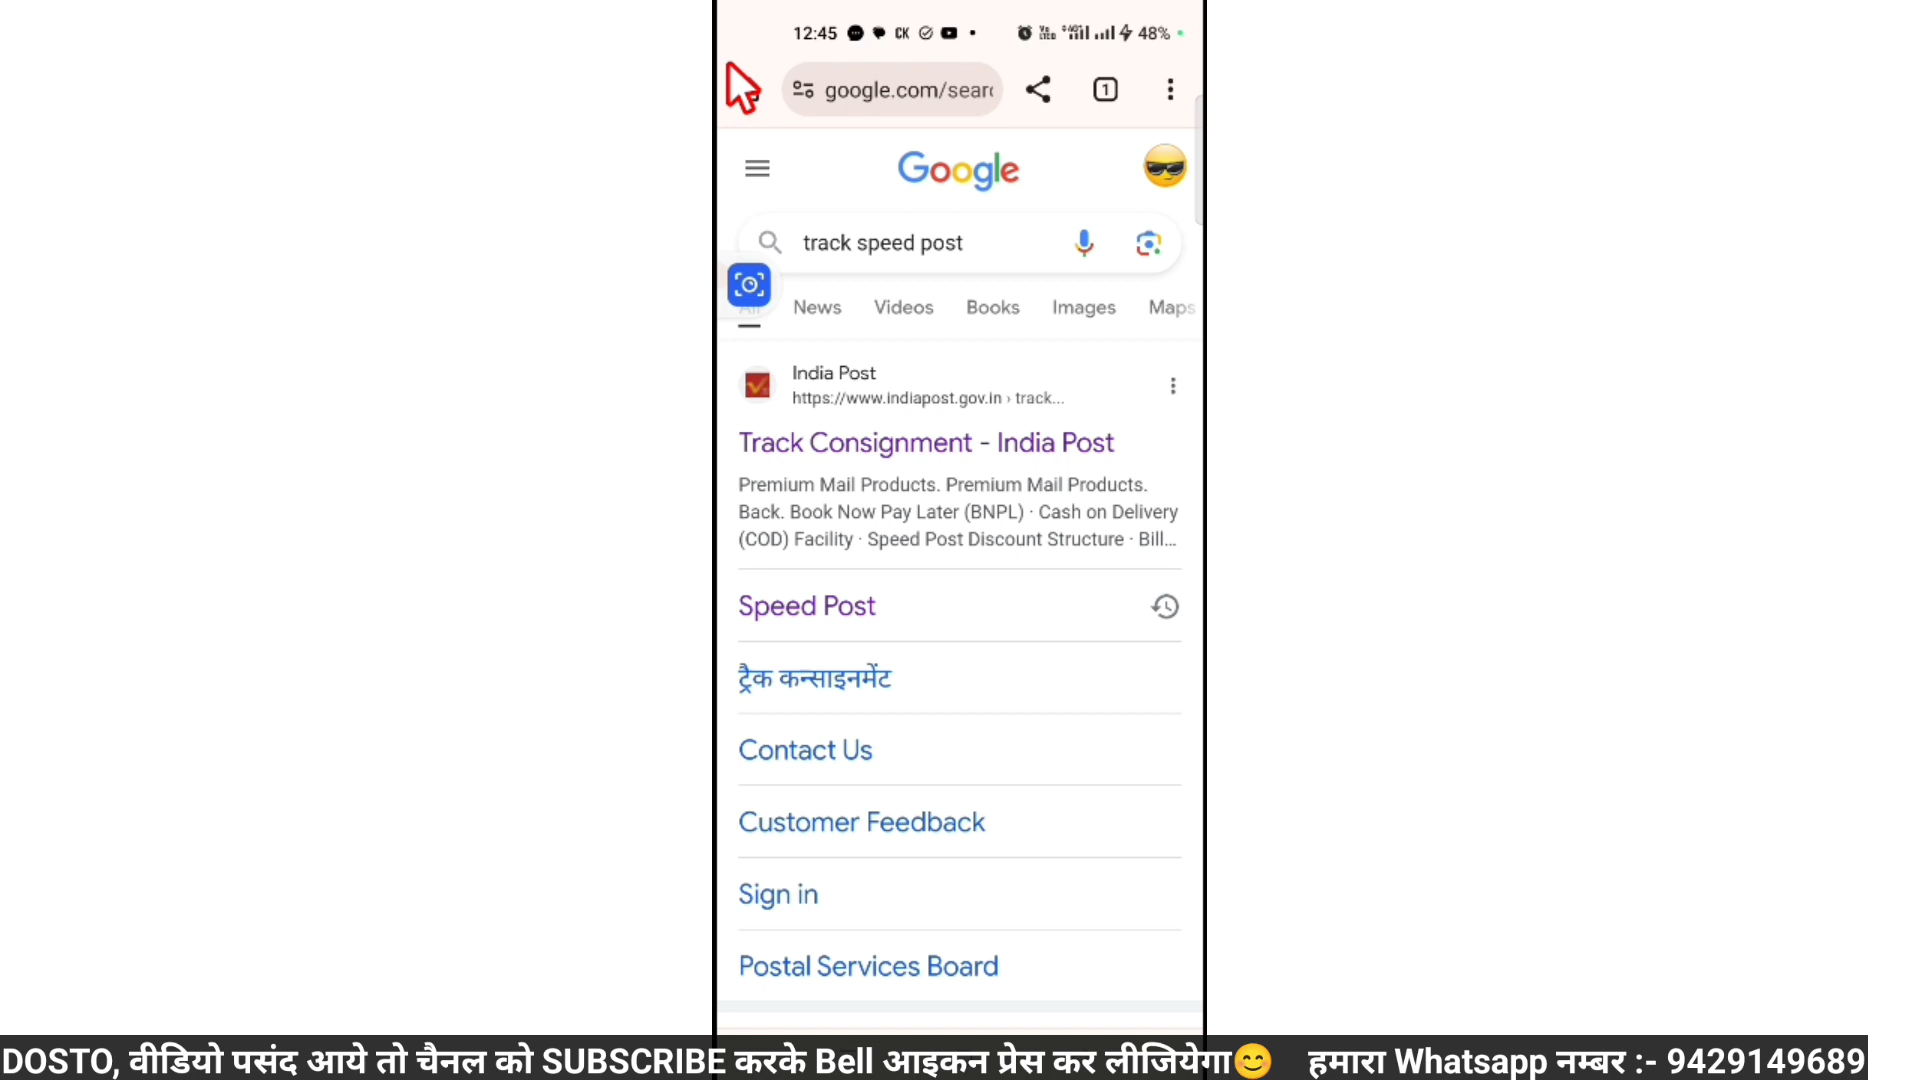 12:45 CK 48%
google.com/sear
1
Google
track speed post
News Videos Books Images Maps
India Post
https://www.indiapost.gov.in › track...
Track Consignment - India Post
Premium Mail Products. Premium Mail Products.
Back. Book Now Pay Later (BNPL) · Cash on Delivery
(COD) Facility · Speed Post Discount Structure · Bill...
Speed Post
ट्रैक कन्साइनमेंट
Contact Us
Customer Feedback
Sign in
Postal Services Board
DOSTO, वीडियो पसंद आये तो चैनल को SUBSCRIBE करके Bell आइकन प्रेस कर लीजियेगा😊 हमारा Whatsapp नम्बर :- 9429149689